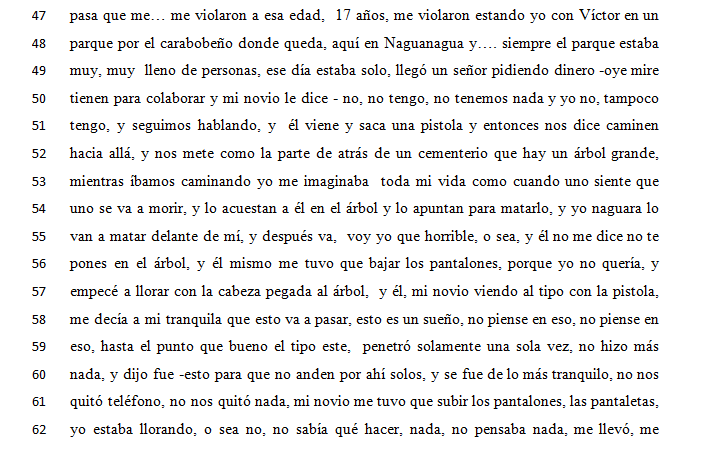 47 pasa que me… me violaron a esa edad, 17 años, me violaron estando yo con Víctor en un
48 parque por el carabobeño donde queda, aquí en Naguanagua y…. siempre el parque estaba
49 muy, muy lleno de personas, ese día estaba solo, llegó un señor pidiendo dinero -oye mire
50 tienen para colaborar y mi novio le dice - no, no tengo, no tenemos nada y yo no, tampoco
51 tengo, y seguimos hablando, y él viene y saca una pistola y entonces nos dice caminen
52 hacia allá, y nos mete como la parte de atrás de un cementerio que hay un árbol grande,
53 mientras íbamos caminando yo me imaginaba toda mi vida como cuando uno siente que
54 uno se va a morir, y lo acuestan a él en el árbol y lo apuntan para matarlo, y yo naguara lo
55 van a matar delante de mí, y después va, voy yo que horrible, o sea, y él no me dice no te
56 pones en el árbol, y él mismo me tuvo que bajar los pantalones, porque yo no quería, y
57 empecé a llorar con la cabeza pegada al árbol, y él, mi novio viendo al tipo con la pistola,
58 me decía a mi tranquila que esto va a pasar, esto es un sueño, no piense en eso, no piense en
59 eso, hasta el punto que bueno el tipo este, penetró solamente una sola vez, no hizo más
60 nada, y dijo fue -esto para que no anden por ahí solos, y se fue de lo más tranquilo, no nos
61 quitó teléfono, no nos quitó nada, mi novio me tuvo que subir los pantalones, las pantaletas,
62 yo estaba llorando, o sea no, no sabía qué hacer, nada, no pensaba nada, me llevó, me